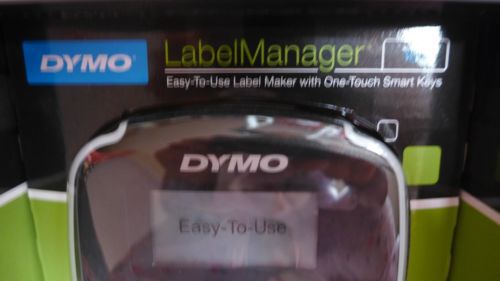 DYMO
LabelManager
Easy-To-Use Label Maker with One-Touch Smart Keys
DYMO
Easy-To-Use